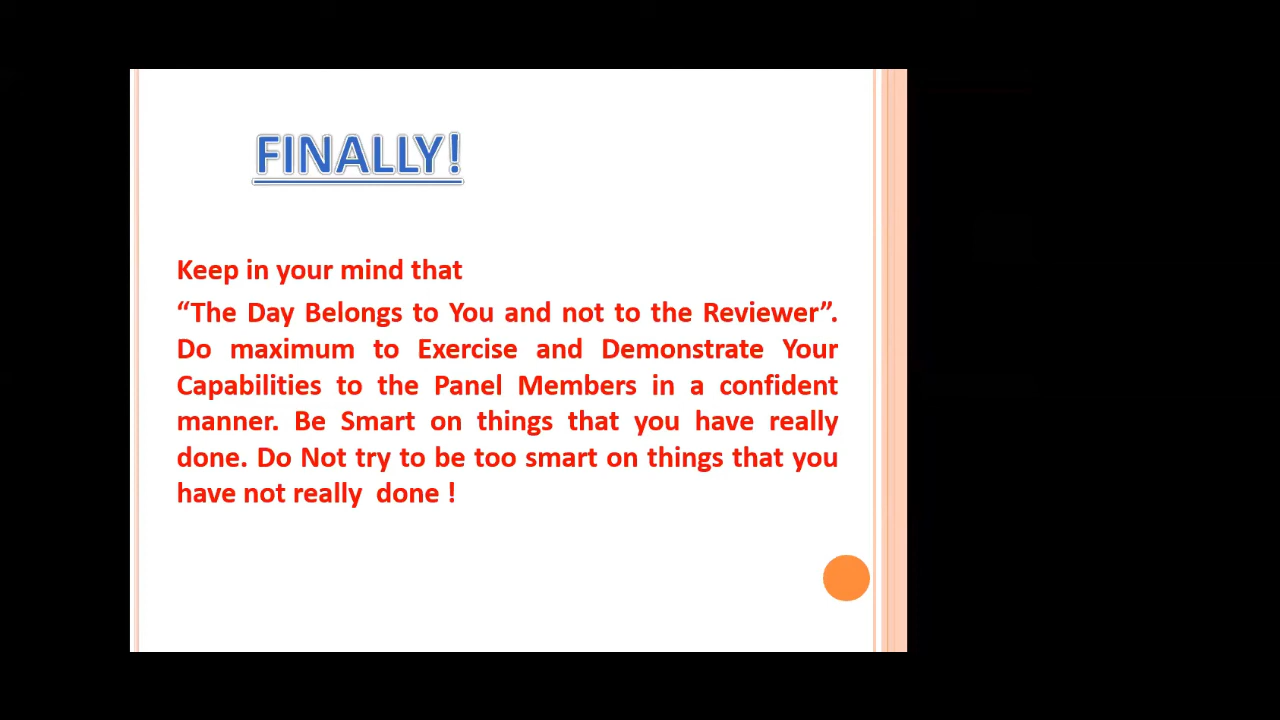 FINALLY!
Keep in your mind that
“The Day Belongs to You and not to the Reviewer”.
Do maximum to Exercise and Demonstrate Your
Capabilities to the Panel Members in a confident
manner. Be Smart on things that you have really
done. Do Not try to be too smart on things that you
have not really  done !